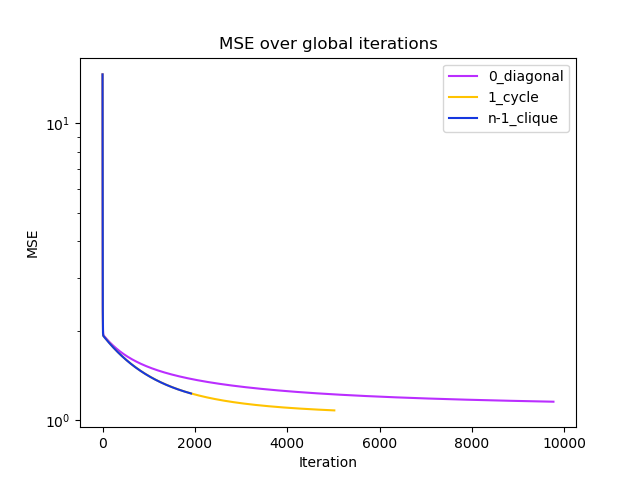 MSE over global iterations
0_diagonal
1_cycle
n-1_clique
10¹
10⁰
MSE
0
2000
4000
6000
8000
10000
Iteration